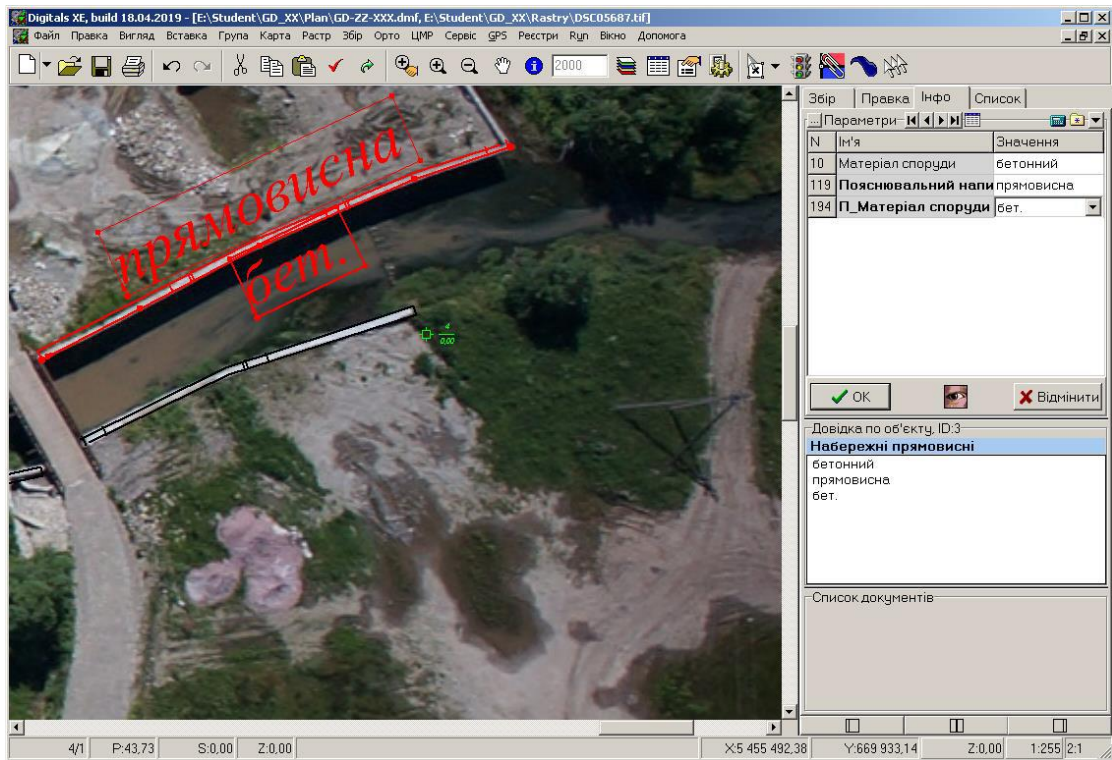 Digitals XE, build 18.04.2019 - [E:\Student\GD_XX\Plan\GD-ZZ-XXX.dmf, E:\Student\GD_XX\Rastry\DSC05687.tif]
Файл Правка Вигляд Вставка Група Карта Растр Збір Орто ЦМР Сервіс GPS Реєстри Run Вікно Допомога
2000
Збір Правка Інфо Список
... Параметри
N Ім'я Значення
10 Матеріал споруди бетонний
119 Пояснювальний напи прямовисна
194 П_Матеріал споруди бет.
прямовисна
бет.
4
0,00
OK Відмінити
Довідка по об'єкту, ID:3
Набережні прямовисні
бетонний
прямовисна
бет.
Список документів
4/1 P:43,73 S:0,00 Z:0,00 X:5 455 492,38 Y:669 933,14 Z:0,00 1:255 2:1